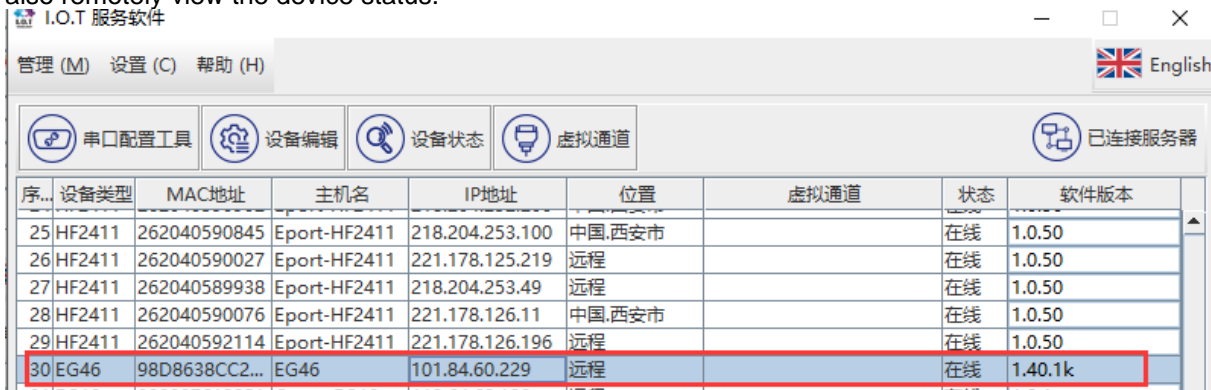 also remotely view the device status.
I.O.T 服务软件
管理 (M) 设置 (C) 帮助 (H) English
串口配置工具 设备编辑 设备状态 虚拟通道 已连接服务器
序... 设备类型 MAC地址 主机名 IP地址 位置 虚拟通道 状态 软件版本
25 HF2411 262040590845 Eport-HF2411 218.204.253.100 中国.西安市 在线 1.0.50
26 HF2411 262040590027 Eport-HF2411 221.178.125.219 远程 在线 1.0.50
27 HF2411 262040589938 Eport-HF2411 218.204.253.49 远程 在线 1.0.50
28 HF2411 262040590076 Eport-HF2411 221.178.126.11 中国.西安市 在线 1.0.50
29 HF2411 262040592114 Eport-HF2411 221.178.126.196 远程 在线 1.0.50
30 EG46 98D8638CC2... EG46 101.84.60.229 远程 在线 1.40.1k